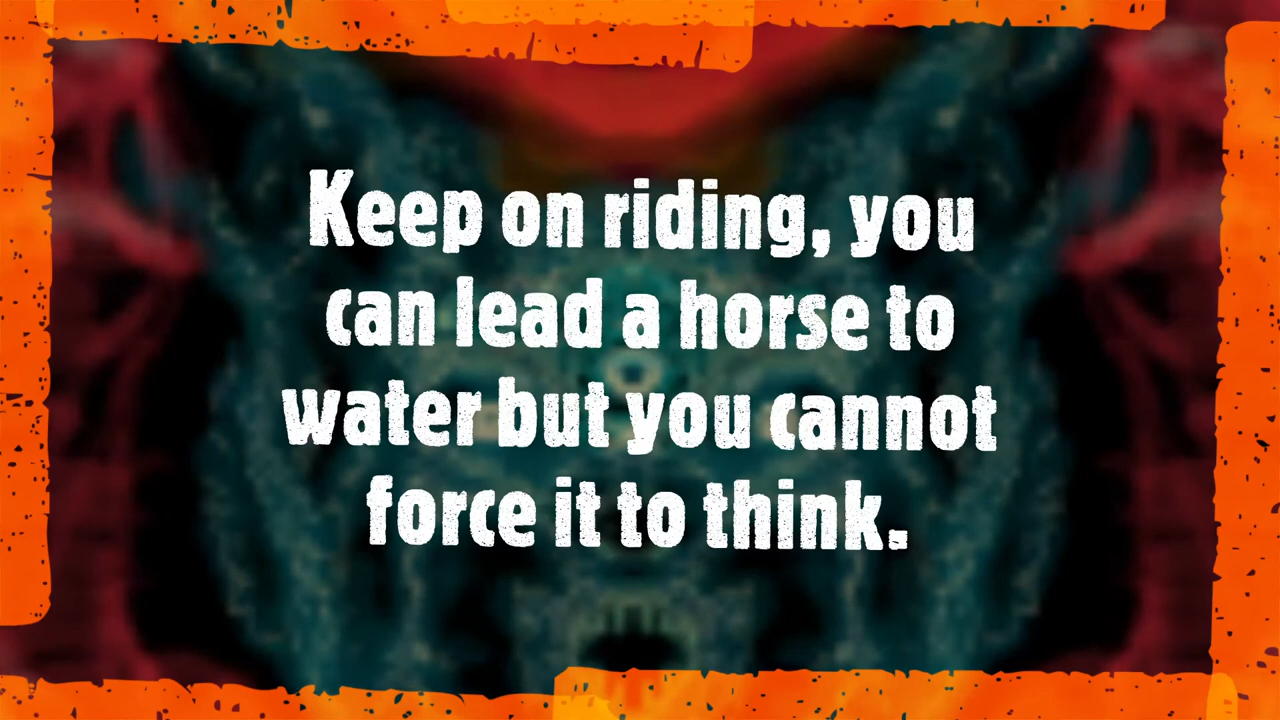 Keep on riding, you
can lead a horse to
water but you cannot
force it to think.